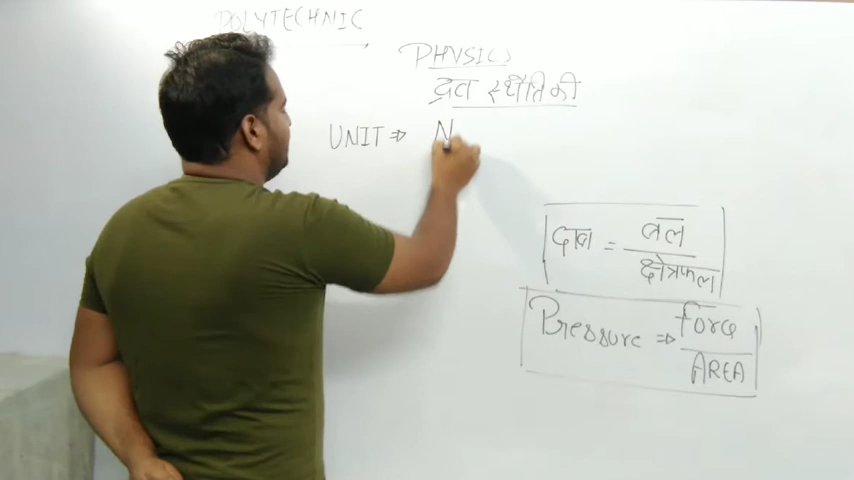 POLYTECHNIC
PHYSICS
द्रव स्थैतिकी
UNIT ⇒ N
दाब = बल
क्षेत्रफल
Pressure ⇒ force
AREA